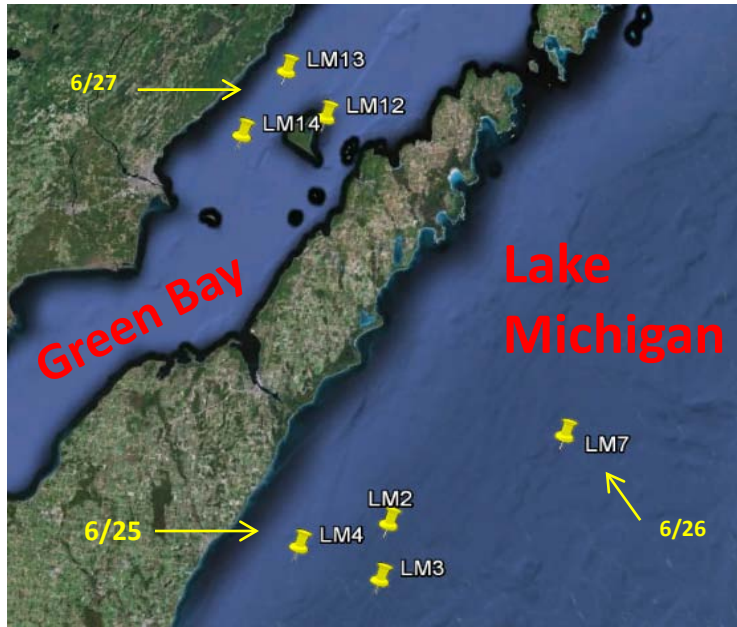 LM13
6/27
LM12
LM14
Green Bay
Lake
Michigan
LM7
LM2
6/25
LM4
6/26
LM3